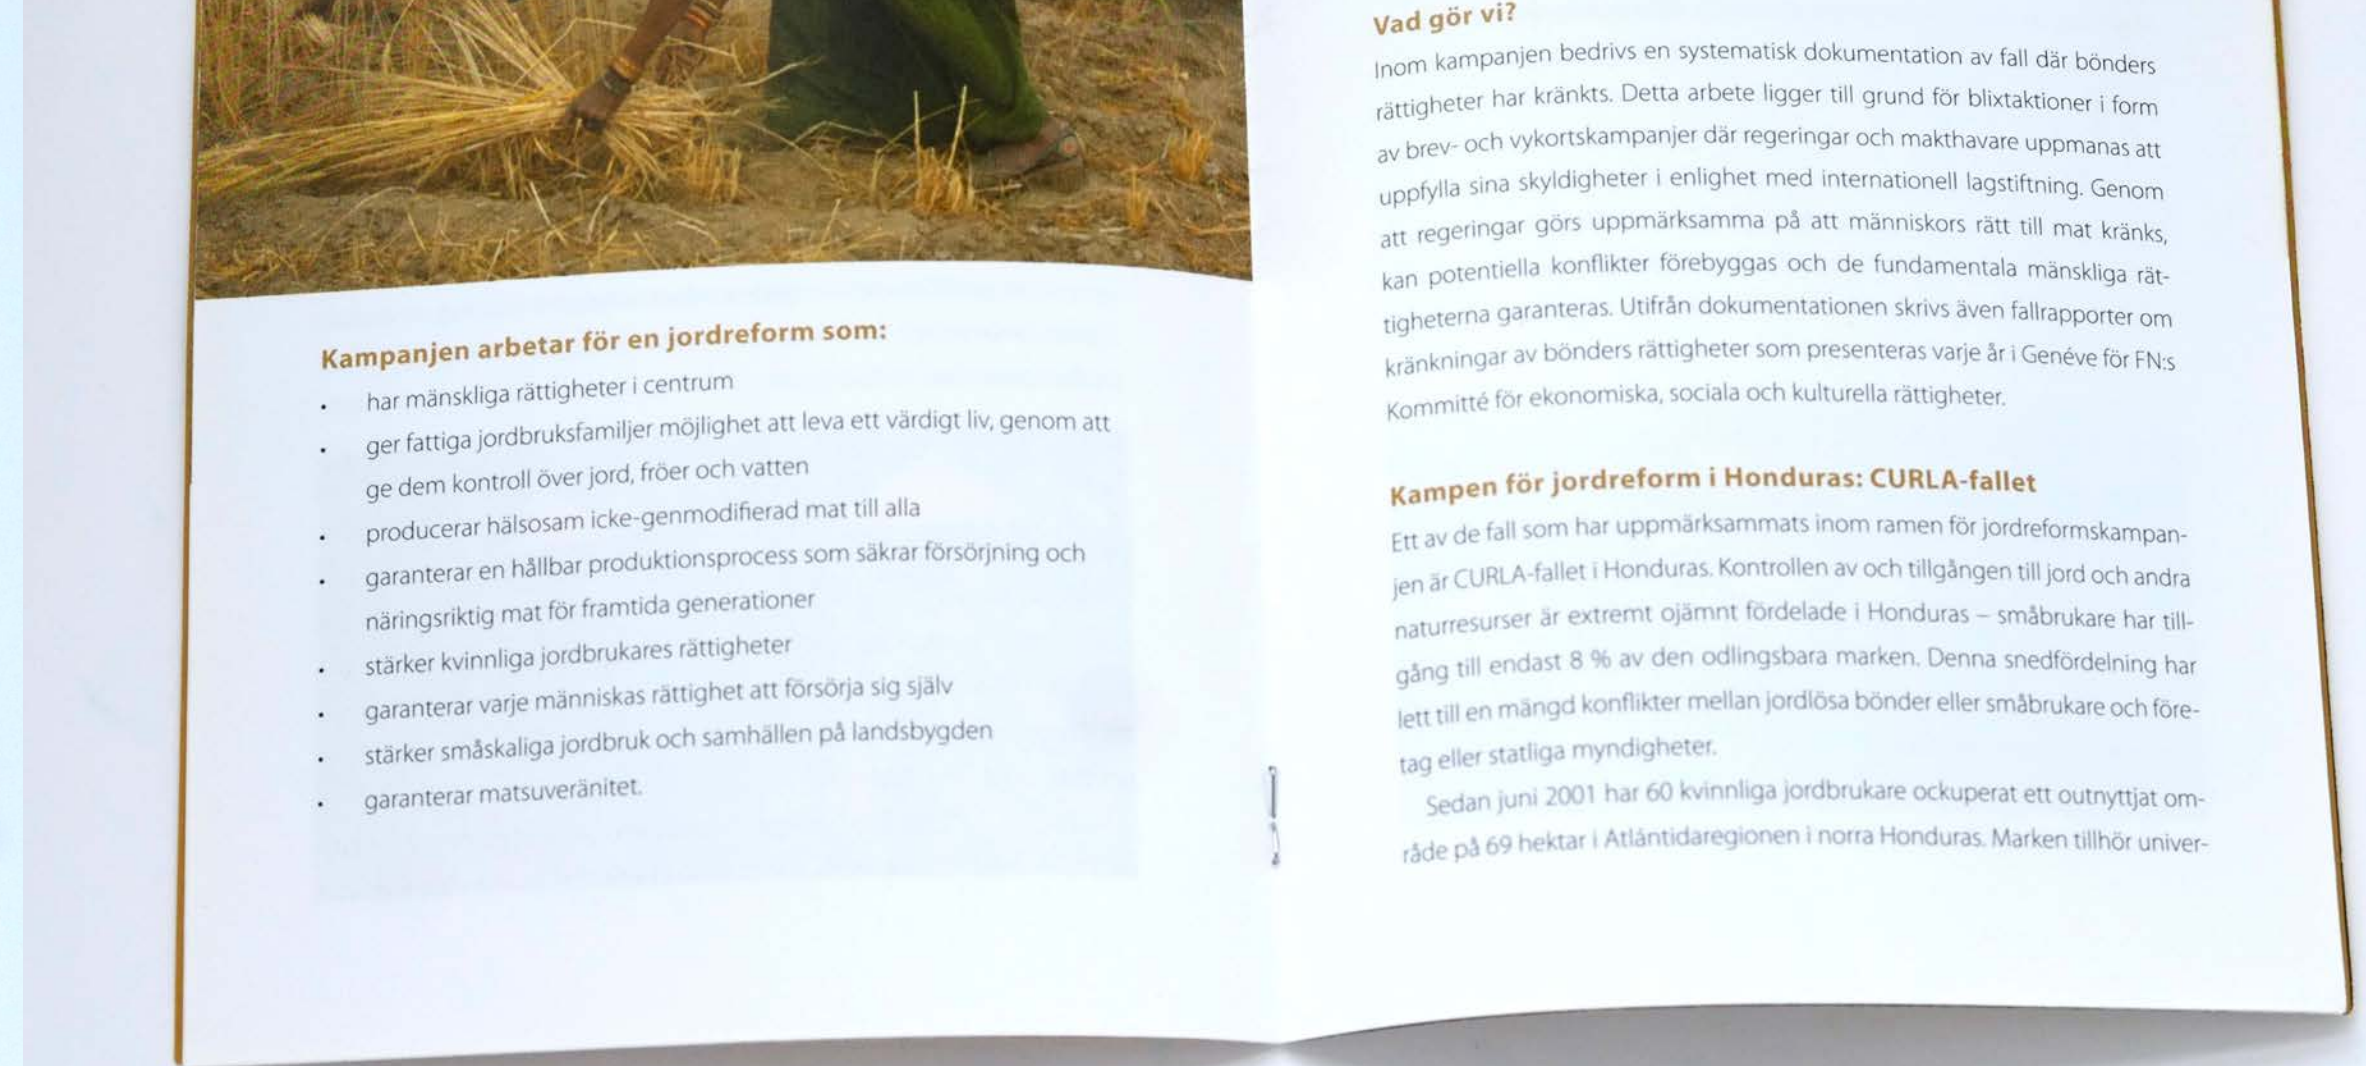 Kampanjen arbetar för en jordreform som:
• har mänskliga rättigheter i centrum
• ger fattiga jordbruksfamiljer möjlighet att leva ett värdigt liv, genom att
ge dem kontroll över jord, fröer och vatten
• producerar hälsosam icke-genmodifierad mat till alla
• garanterar en hållbar produktionsprocess som säkrar försörjning och
näringsriktig mat för framtida generationer
• stärker kvinnliga jordbrukares rättigheter
• garanterar varje människas rättighet att försörja sig själv
• stärker småskaliga jordbruk och samhällen på landsbygden
• garanterar matsuveränitet.
Vad gör vi?
Inom kampanjen bedrivs en systematisk dokumentation av fall där bönders
rättigheter har kränkts. Detta arbete ligger till grund för blixtaktioner i form
av brev- och vykortskampanjer där regeringar och makthavare uppmanas att
uppfylla sina skyldigheter i enlighet med internationell lagstiftning. Genom
att regeringar görs uppmärksamma på att människors rätt till mat kränks,
kan potentiella konflikter förebyggas och de fundamentala mänskliga rät-
tigheterna garanteras. Utifrån dokumentationen skrivs även fallrapporter om
kränkningar av bönders rättigheter som presenteras varje år i Genéve för FN:s
Kommitté för ekonomiska, sociala och kulturella rättigheter.
Kampen för jordreform i Honduras: CURLA-fallet
Ett av de fall som har uppmärksammats inom ramen för jordreformskampan-
jen är CURLA-fallet i Honduras. Kontrollen av och tillgången till jord och andra
naturresurser är extremt ojämnt fördelade i Honduras – småbrukare har till-
gång till endast 8 % av den odlingsbara marken. Denna snedfördelning har
lett till en mängd konflikter mellan jordlösa bönder eller småbrukare och före-
tag eller statliga myndigheter.
Sedan juni 2001 har 60 kvinnliga jordbrukare ockuperat ett outnyttjat om-
råde på 69 hektar i Atlántidaregionen i norra Honduras. Marken tillhör univer-